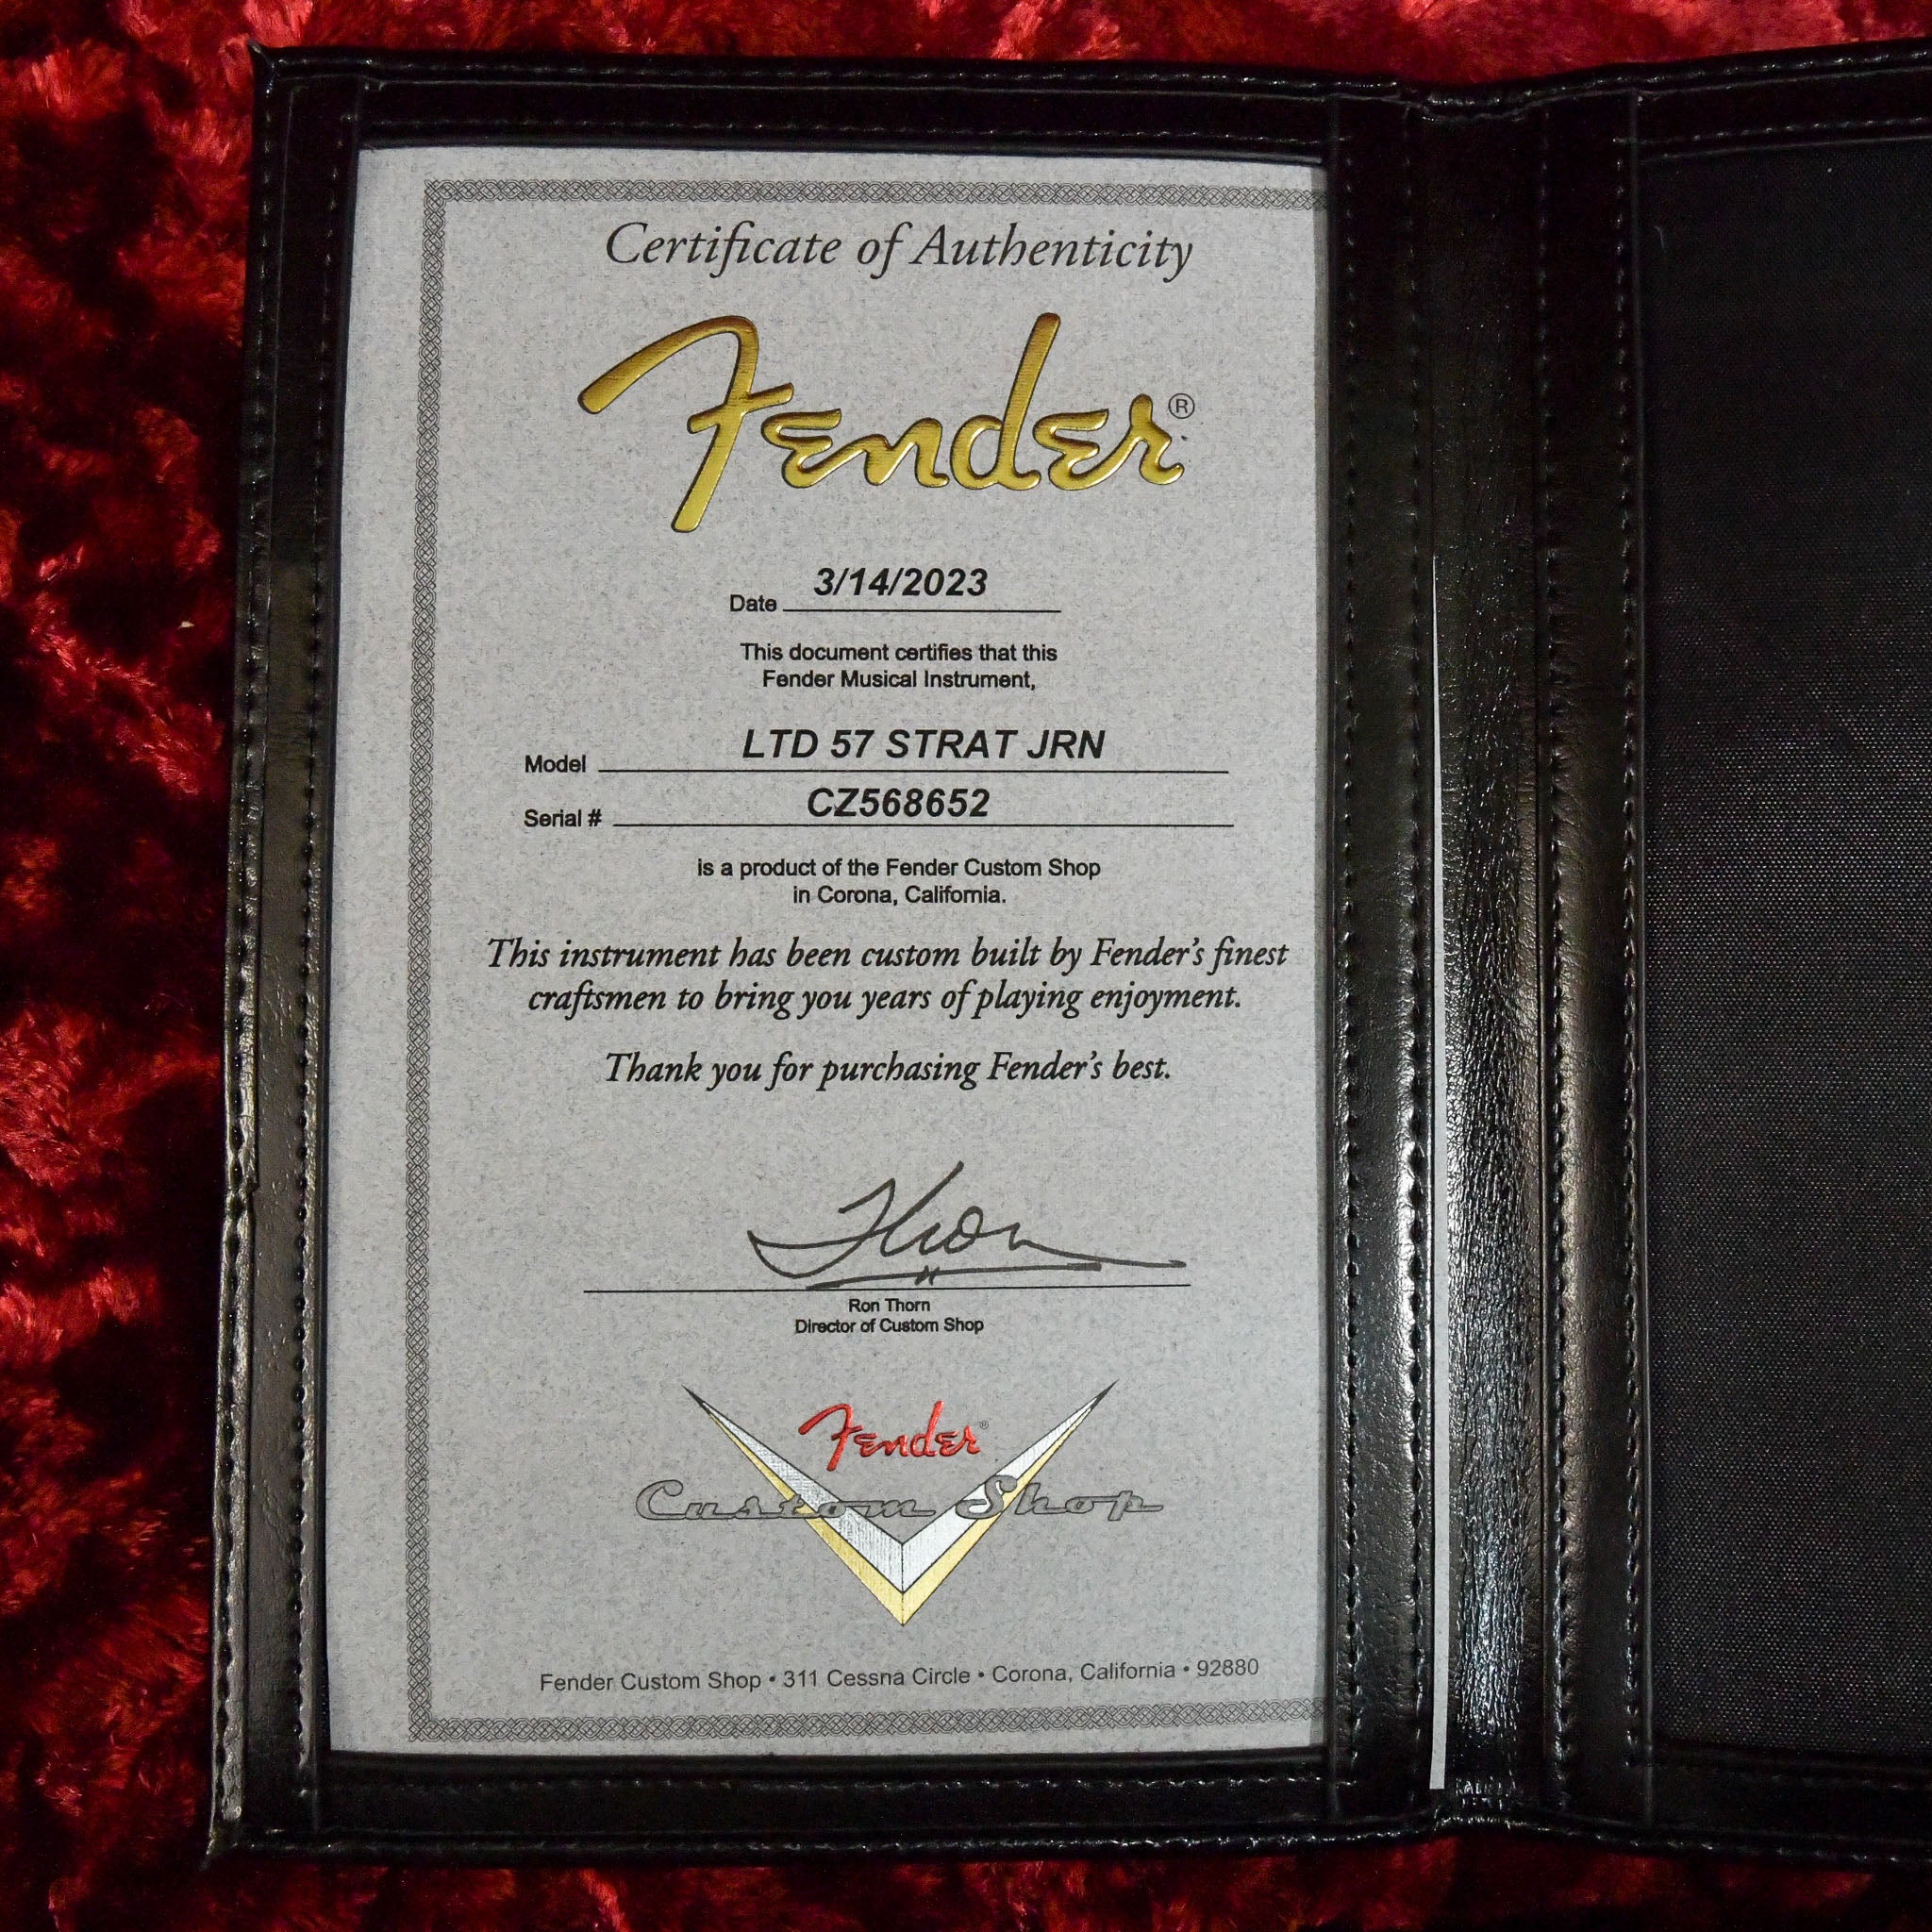 Certificate of Authenticity
Fender®
Date 3/14/2023
This document certifies that this
Fender Musical Instrument,
Model LTD 57 STRAT JRN
Serial # CZ568652
is a product of the Fender Custom Shop
in Corona, California.
This instrument has been custom built by Fender's finest
craftsmen to bring you years of playing enjoyment.
Thank you for purchasing Fender's best.
Thorn
Ron Thorn
Director of Custom Shop
Fender®
Custom Shop
Fender Custom Shop • 311 Cessna Circle • Corona, California • 92880